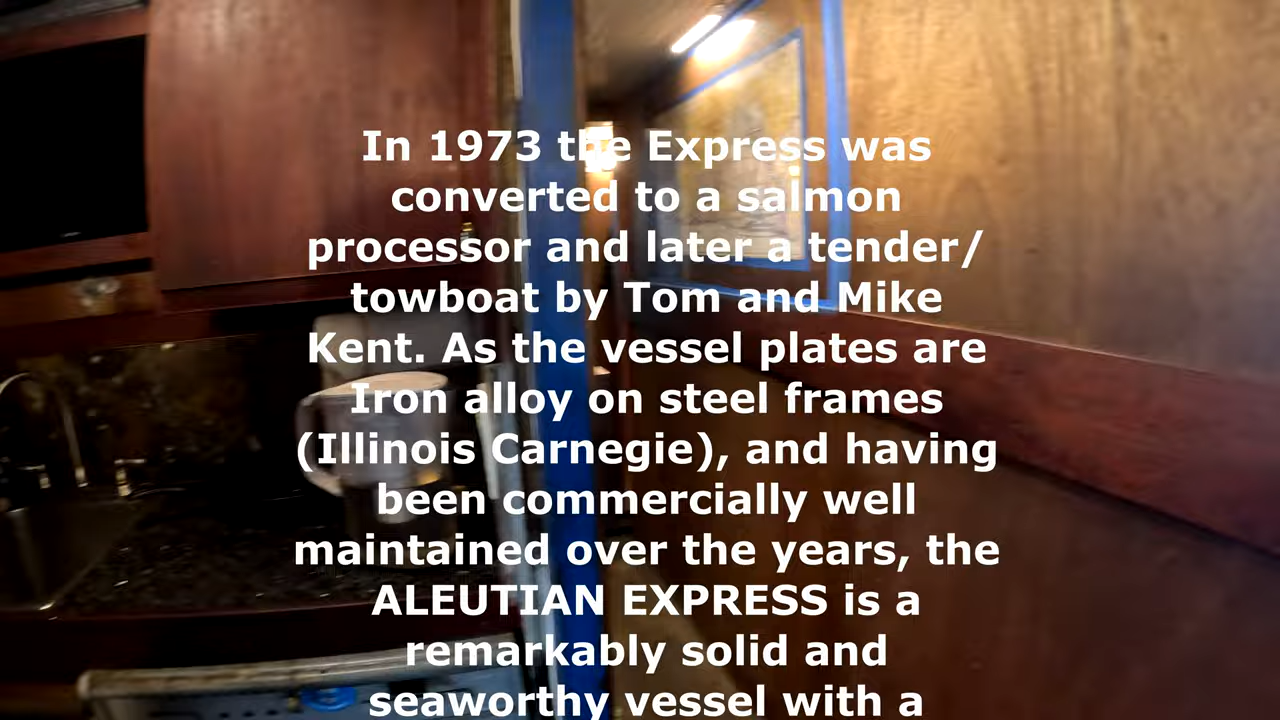 In 1973 the Express was
converted to a salmon
processor and later a tender/
towboat by Tom and Mike
Kent. As the vessel plates are
Iron alloy on steel frames
(Illinois Carnegie), and having
been commercially well
maintained over the years, the
ALEUTIAN EXPRESS is a
remarkably solid and
seaworthy vessel with a